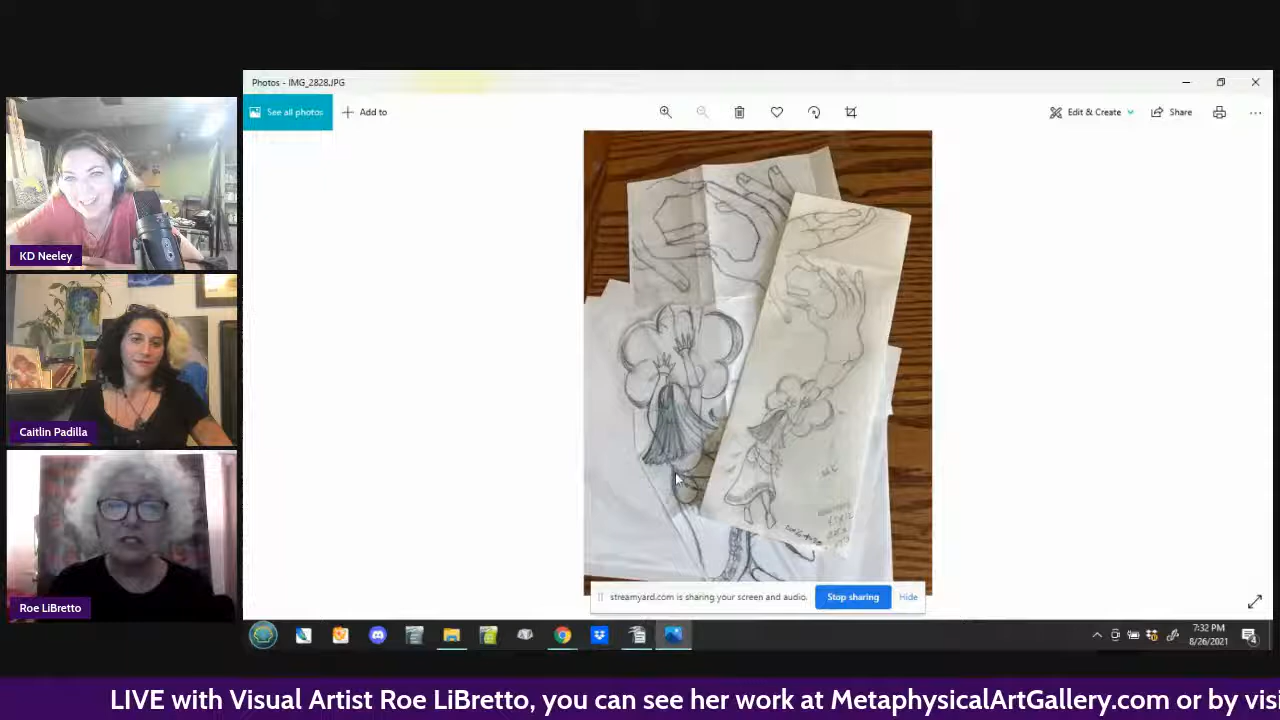 Photos - IMG_2828.JPG
See all photos
Add to
Edit & Create
Share
KD Neeley
Caitlin Padilla
Roe LiBretto
streamyard.com is sharing your screen and audio.
Stop sharing
Hide
7:32 PM
8/26/2021
4
LIVE with Visual Artist Roe LiBretto, you can see her work at MetaphysicalArtGallery.com or by visi